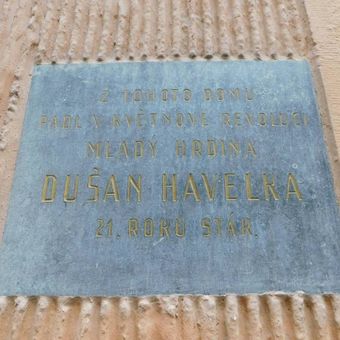 Z TOHOTO DOMU
PADL V KVĚTNOVÉ REVOLUCI
MLADÝ HRDINA
DUŠAN HAVELKA
21. ROKU STÁR.